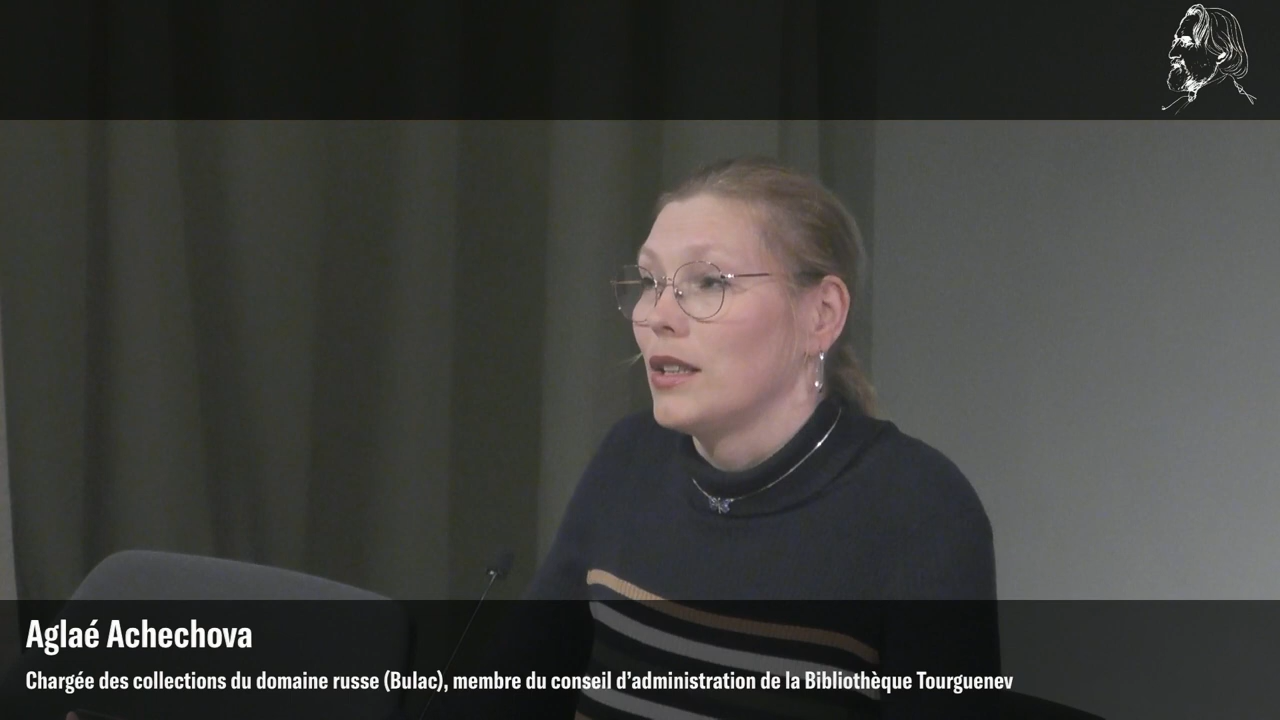 Aglaé Achechova
Chargée des collections du domaine russe (Bulac), membre du conseil d’administration de la Bibliothèque Tourguenev